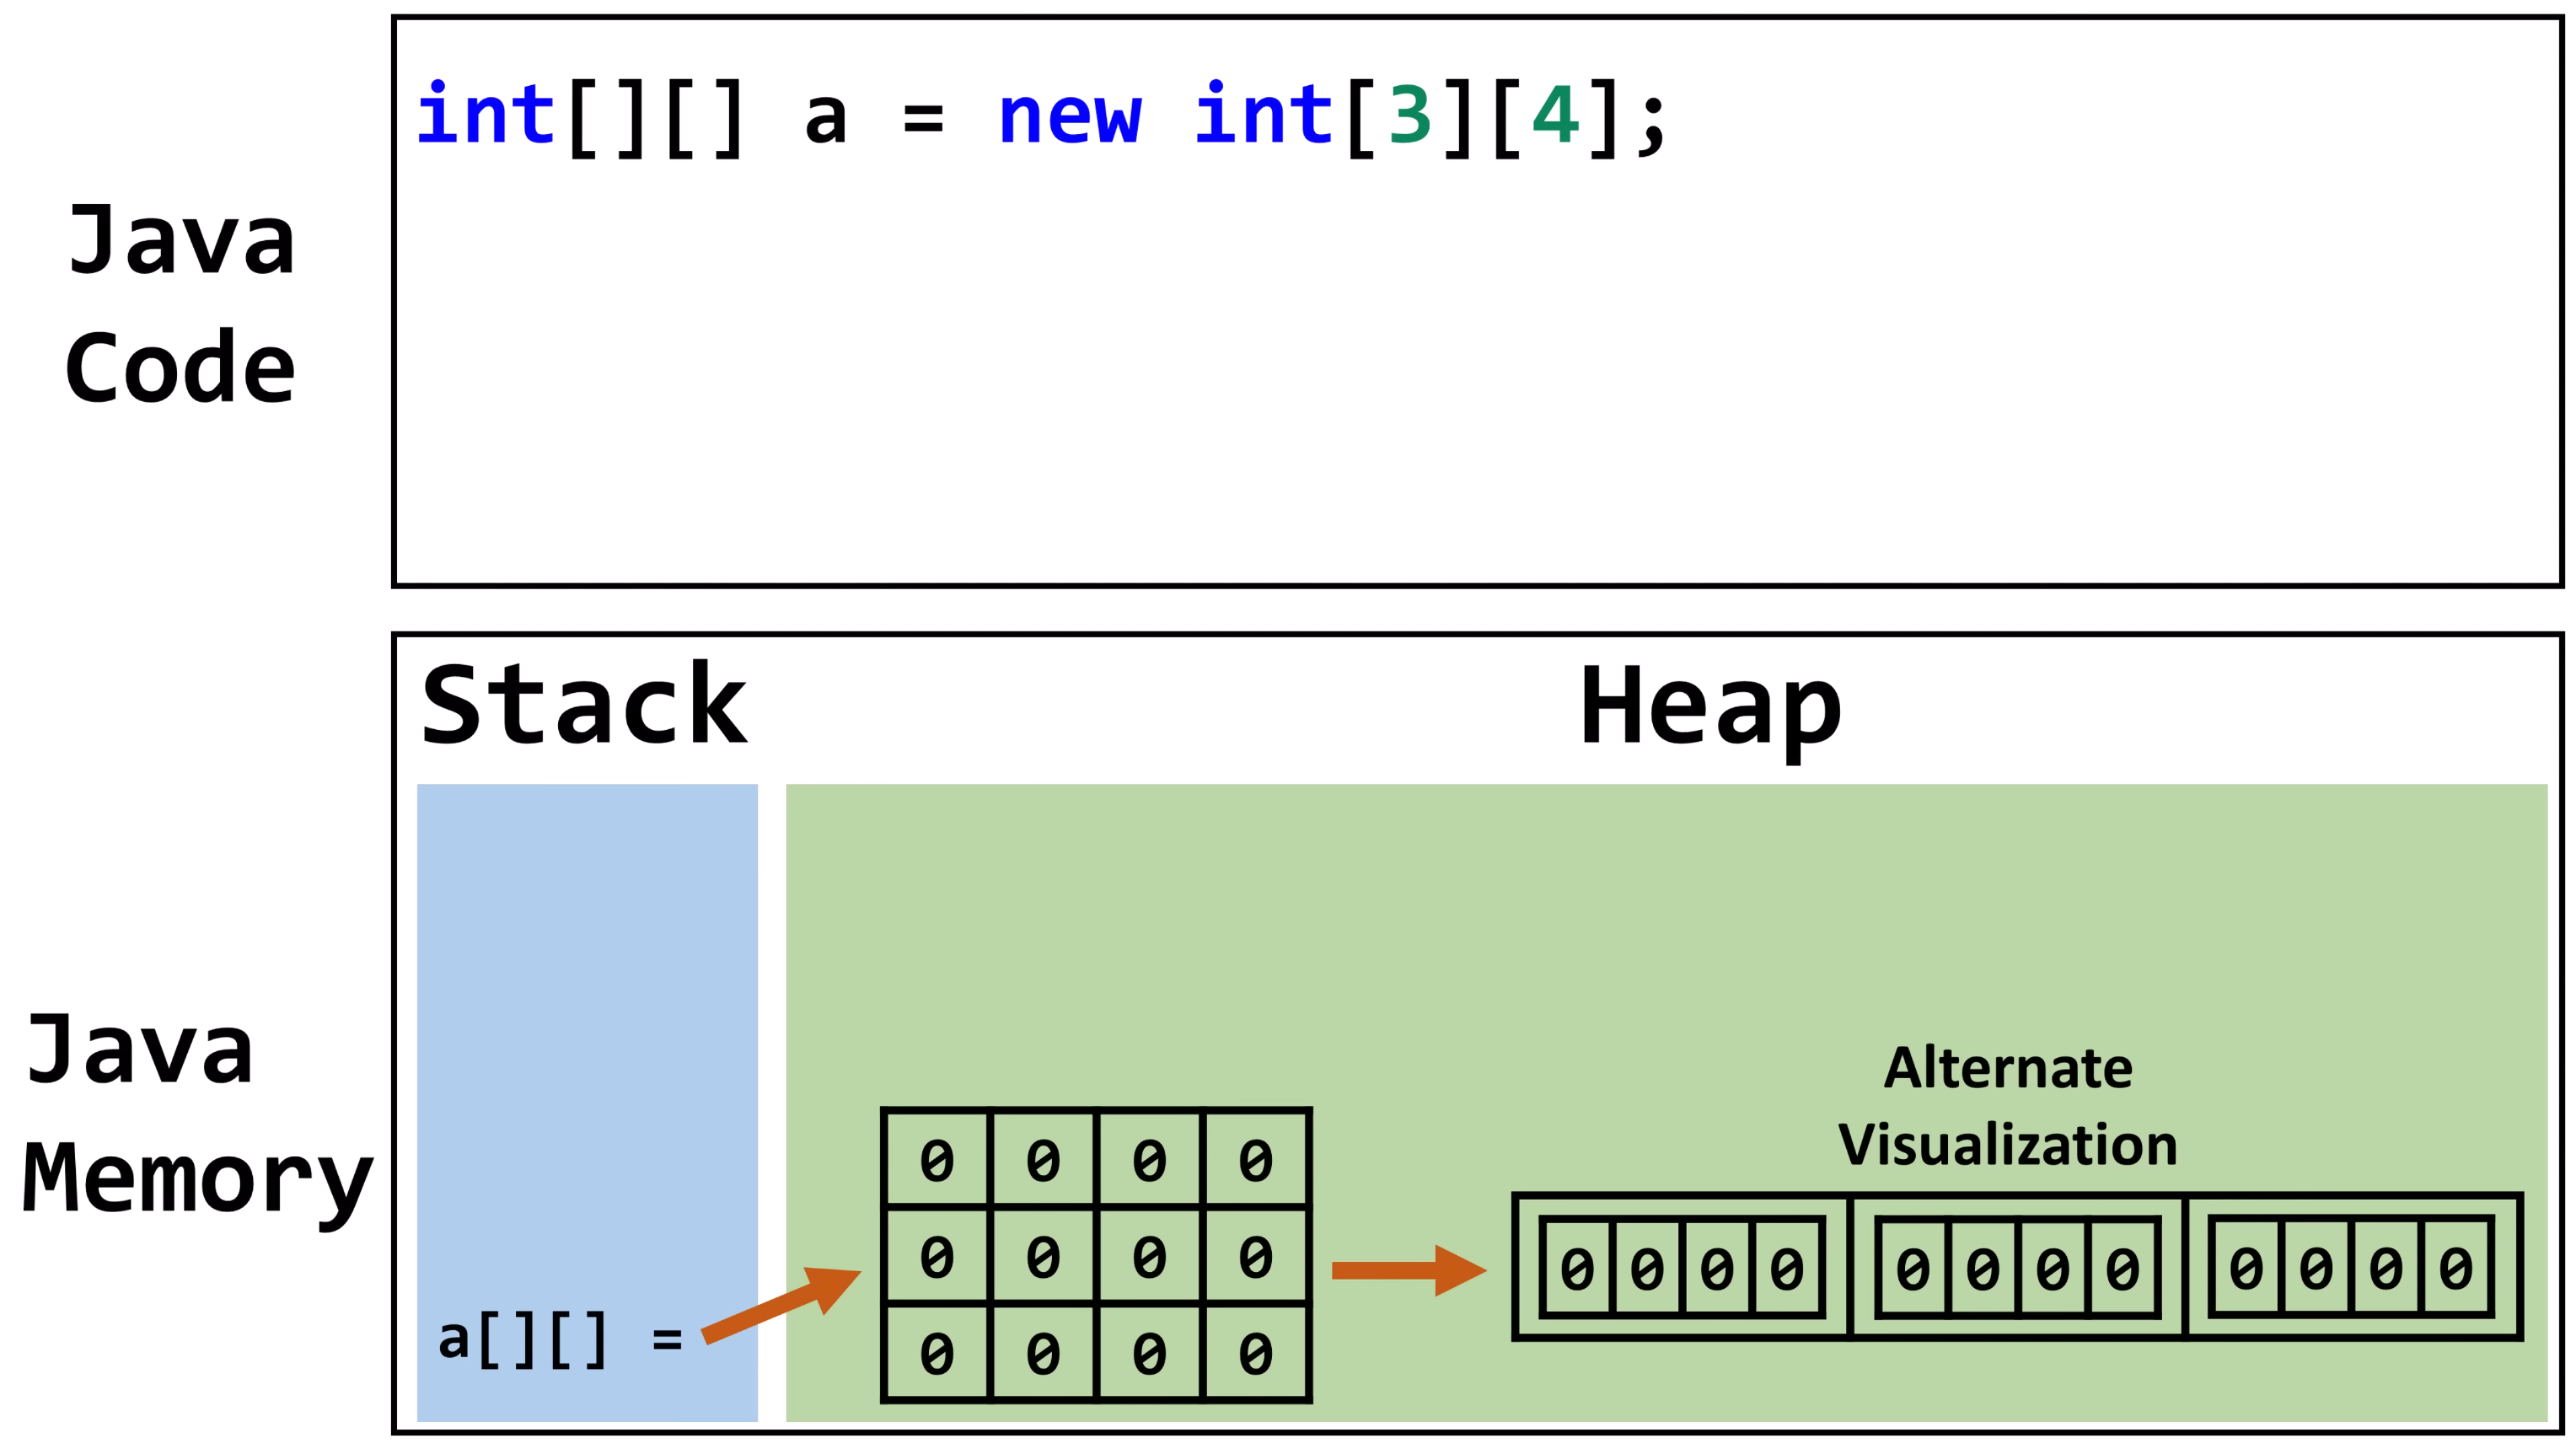 Java
Code
int[][] a = new int[3][4];
Java
Memory
Stack
Heap
a[][] =
0 0 0 0
0 0 0 0
0 0 0 0
Alternate
Visualization
0 0 0 0 0 0 0 0 0 0 0 0